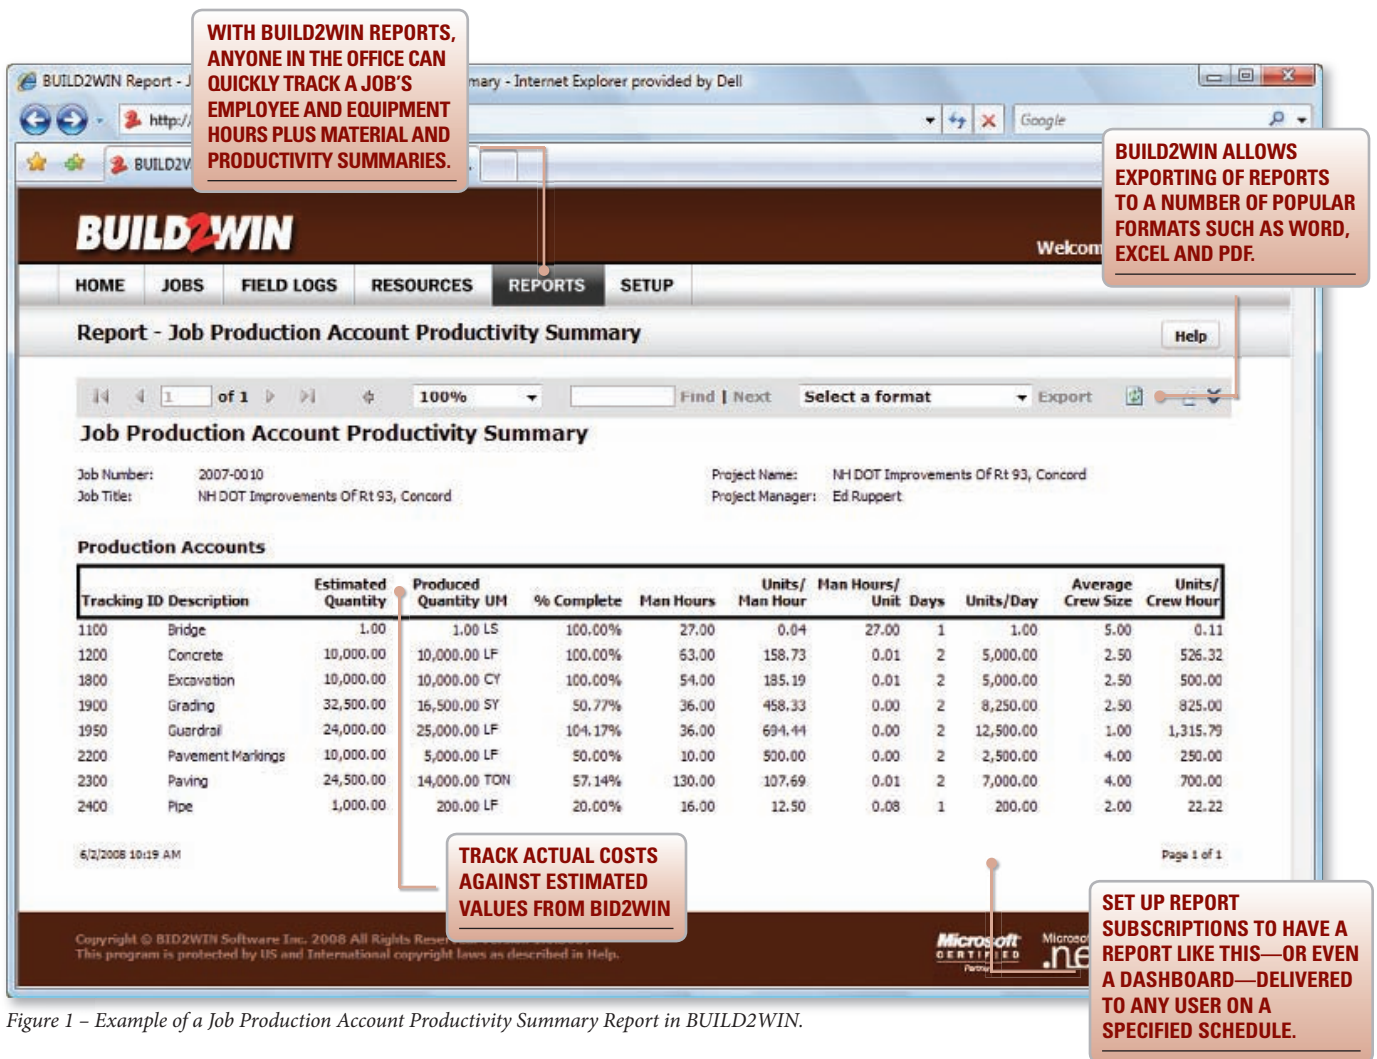 WITH BUILD2WIN REPORTS,
ANYONE IN THE OFFICE CAN
QUICKLY TRACK A JOB'S
EMPLOYEE AND EQUIPMENT
HOURS PLUS MATERIAL AND
PRODUCTIVITY SUMMARIES.
BUILD2WIN Report - J mary - Internet Explorer provided by Dell
http:// Google
BUILD2W
BUILD2WIN ALLOWS
EXPORTING OF REPORTS
TO A NUMBER OF POPULAR
FORMATS SUCH AS WORD,
EXCEL AND PDF.
BUILD2WIN
Welcom
HOME JOBS FIELD LOGS RESOURCES REPORTS SETUP
Report - Job Production Account Productivity Summary Help
1 of 1 100% Find | Next Select a format Export
Job Production Account Productivity Summary
Job Number: 2007-0010 Project Name: NH DOT Improvements Of Rt 93, Concord
Job Title: NH DOT Improvements Of Rt 93, Concord Project Manager: Ed Ruppert
Production Accounts
Estimated Produced Units/ Man Hours/ Average Units/
Tracking ID Description Quantity Quantity UM % Complete Man Hours Man Hour Unit Days Units/Day Crew Size Crew Hour
1100 Bridge 1.00 1.00 LS 100.00% 27.00 0.04 27.00 1 1.00 5.00 0.11
1200 Concrete 10,000.00 10,000.00 LF 100.00% 63.00 158.73 0.01 2 5,000.00 2.50 526.32
1800 Excavation 10,000.00 10,000.00 CY 100.00% 54.00 185.19 0.01 2 5,000.00 2.50 500.00
1900 Grading 32,500.00 16,500.00 SY 50.77% 36.00 458.33 0.00 2 8,250.00 2.50 825.00
1950 Guardrail 24,000.00 25,000.00 LF 104.17% 36.00 694.44 0.00 2 12,500.00 1.00 1,315.79
2200 Pavement Markings 10,000.00 5,000.00 LF 50.00% 10.00 500.00 0.00 2 2,500.00 4.00 250.00
2300 Paving 24,500.00 14,000.00 TON 57.14% 130.00 107.69 0.01 2 7,000.00 4.00 700.00
2400 Pipe 1,000.00 200.00 LF 20.00% 16.00 12.50 0.08 1 200.00 2.00 22.22
6/2/2008 10:19 AM Page 1 of 1
TRACK ACTUAL COSTS
AGAINST ESTIMATED
VALUES FROM BID2WIN
SET UP REPORT
SUBSCRIPTIONS TO HAVE A
REPORT LIKE THIS—OR EVEN
A DASHBOARD—DELIVERED
TO ANY USER ON A
SPECIFIED SCHEDULE.
Copyright © BID2WIN Software Inc. 2008 All Rights Reser
This program is protected by US and International copyright laws as described in Help.
Microsoft
CERTIFIED
Partner
Microsof
.ne
Figure 1 – Example of a Job Production Account Productivity Summary Report in BUILD2WIN.